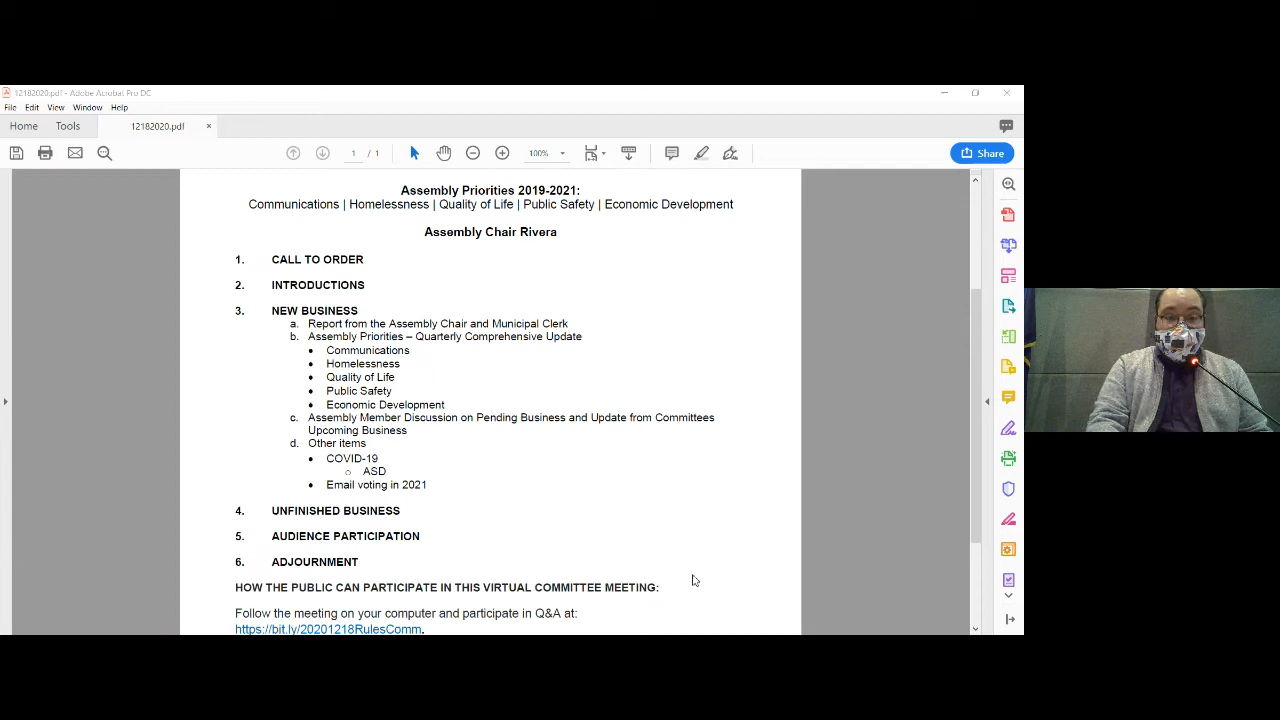 12182020.pdf - Adobe Acrobat Pro DC
File Edit View Window Help
Home Tools 12182020.pdf ×
1 / 1 100% Share
Assembly Priorities 2019-2021:
Communications | Homelessness | Quality of Life | Public Safety | Economic Development
Assembly Chair Rivera
1. CALL TO ORDER
2. INTRODUCTIONS
3. NEW BUSINESS
a. Report from the Assembly Chair and Municipal Clerk
b. Assembly Priorities – Quarterly Comprehensive Update
• Communications
• Homelessness
• Quality of Life
• Public Safety
• Economic Development
c. Assembly Member Discussion on Pending Business and Update from Committees
Upcoming Business
d. Other items
• COVID-19
o ASD
• Email voting in 2021
4. UNFINISHED BUSINESS
5. AUDIENCE PARTICIPATION
6. ADJOURNMENT
HOW THE PUBLIC CAN PARTICIPATE IN THIS VIRTUAL COMMITTEE MEETING:
Follow the meeting on your computer and participate in Q&A at:
https://bit.ly/20201218RulesComm.